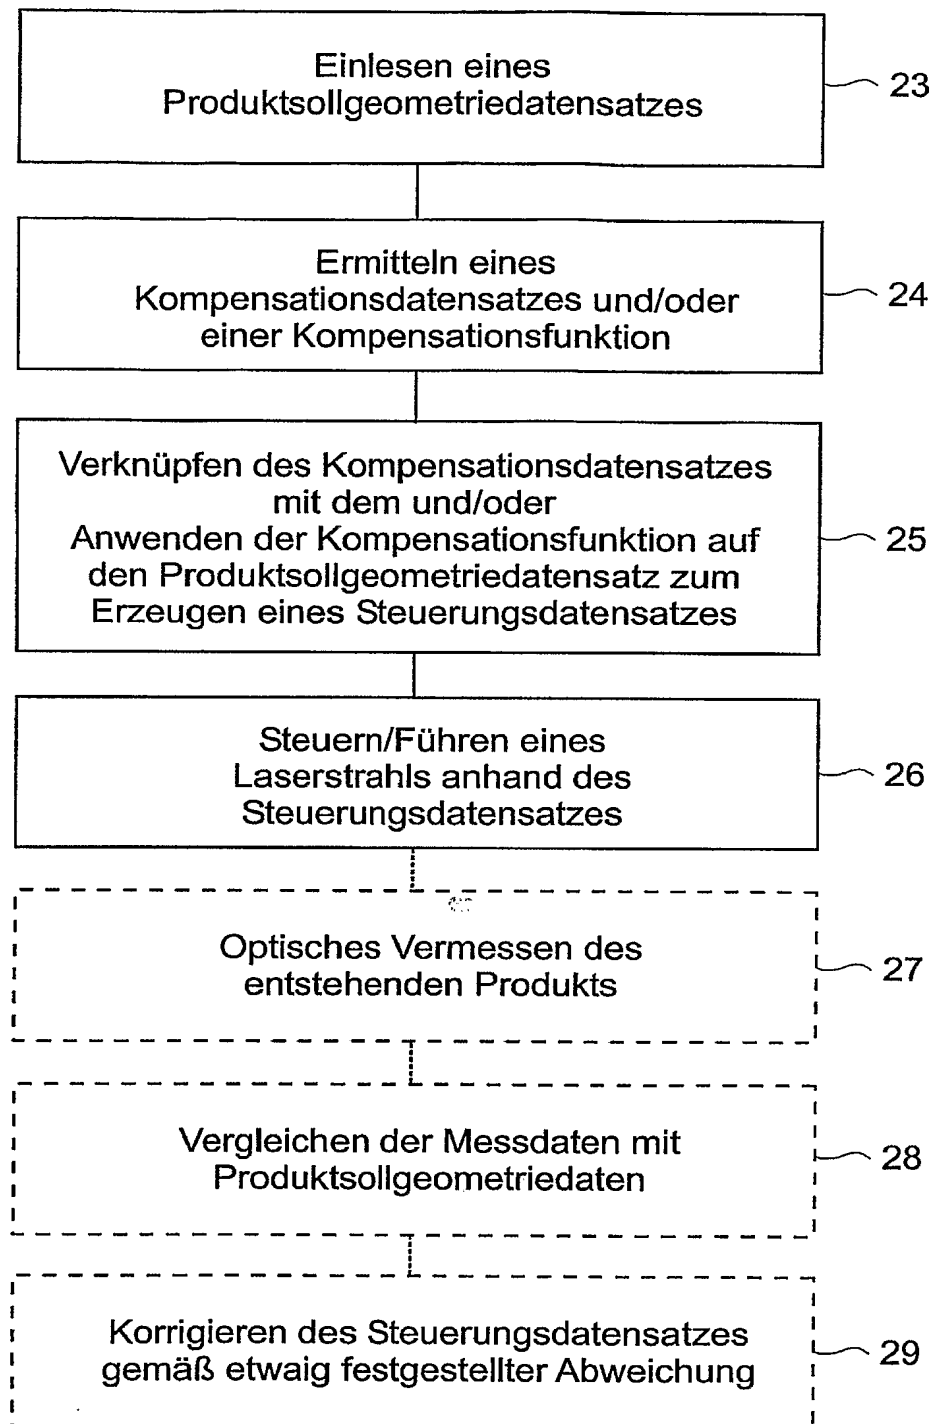 Einlesen eines
Produktsollgeometriedatensatzes
23
Ermitteln eines
Kompensationsdatensatzes und/oder
einer Kompensationsfunktion
24
Verknüpfen des Kompensationsdatensatzes
mit dem und/oder
Anwenden der Kompensationsfunktion auf
den Produktsollgeometriedatensatz zum
Erzeugen eines Steuerungsdatensatzes
25
Steuern/Führen eines
Laserstrahls anhand des
Steuerungsdatensatzes
26
Optisches Vermessen des
entstehenden Produkts
27
Vergleichen der Messdaten mit
Produktsollgeometriedaten
28
Korrigieren des Steuerungsdatensatzes
gemäß etwaig festgestellter Abweichung
29